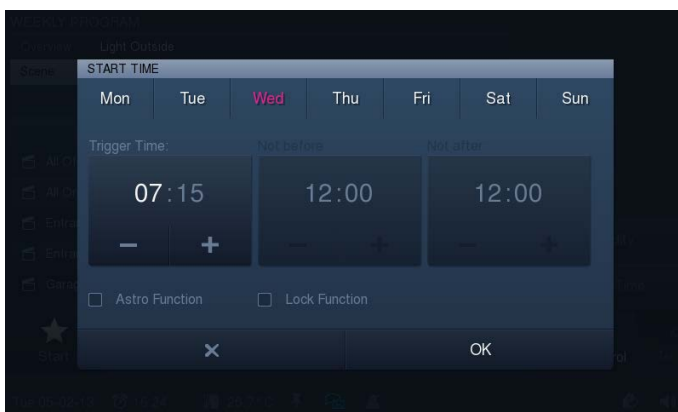 WEEKLY PROGRAM
Overview Light Outside
Scene
START TIME
Mon Tue Wed Thu Fri Sat Sun
Trigger Time: Not before Not after
07:15 12:00 12:00
− + − + − +
Astro Function Lock Function
OK
Start